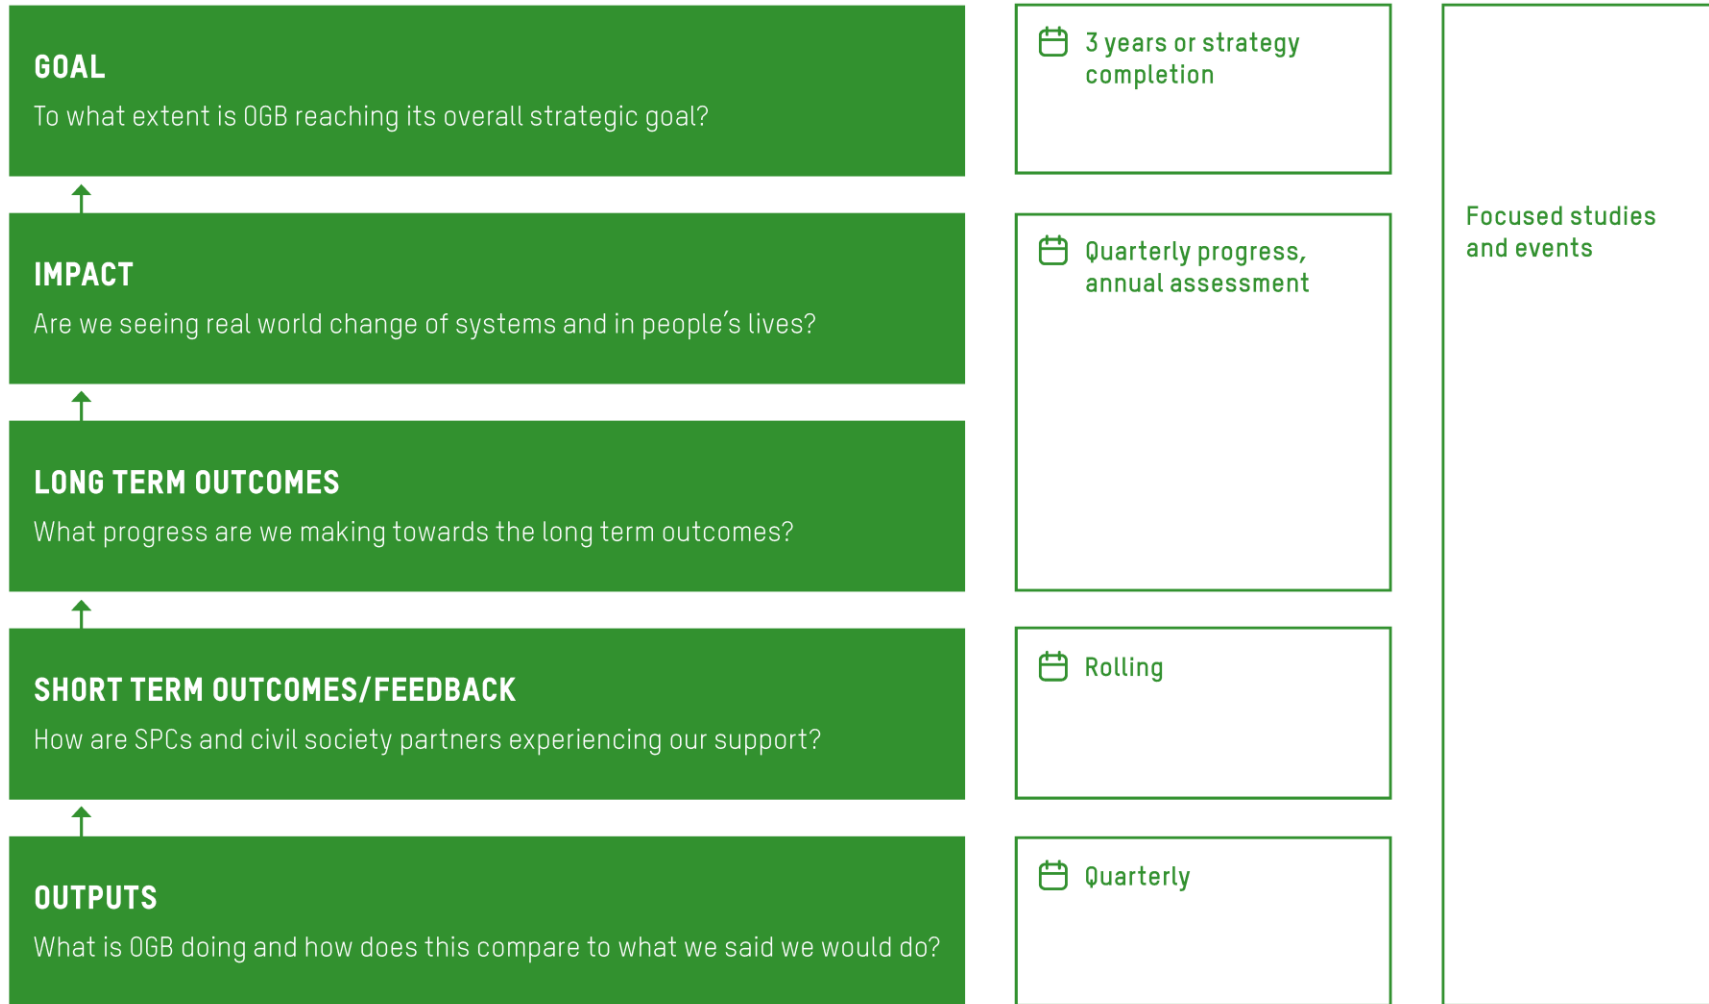 GOAL
To what extent is OGB reaching its overall strategic goal?
3 years or strategy
completion
IMPACT
Are we seeing real world change of systems and in people's lives?
Quarterly progress,
annual assessment
Focused studies
and events
LONG TERM OUTCOMES
What progress are we making towards the long term outcomes?
SHORT TERM OUTCOMES/FEEDBACK
How are SPCs and civil society partners experiencing our support?
Rolling
OUTPUTS
What is OGB doing and how does this compare to what we said we would do?
Quarterly